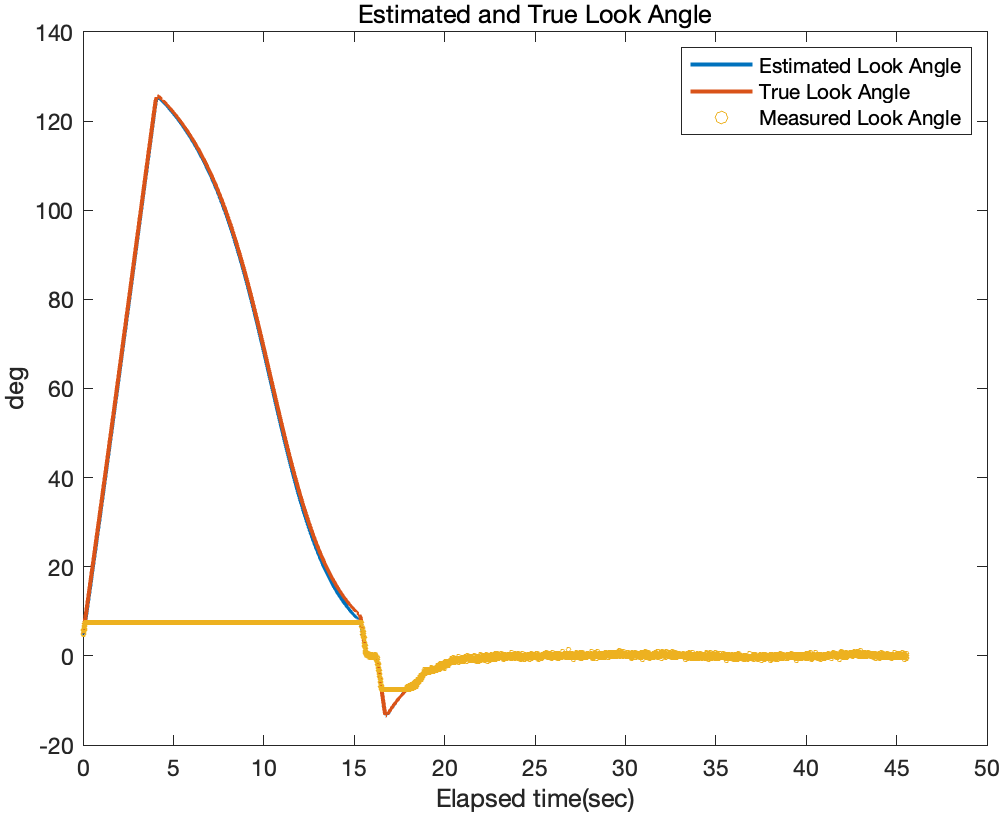 Estimated and True Look Angle
140
120
100
80
60
40
20
0
-20
deg
Estimated Look Angle
True Look Angle
Measured Look Angle
0 5 10 15 20 25 30 35 40 45 50
Elapsed time(sec)